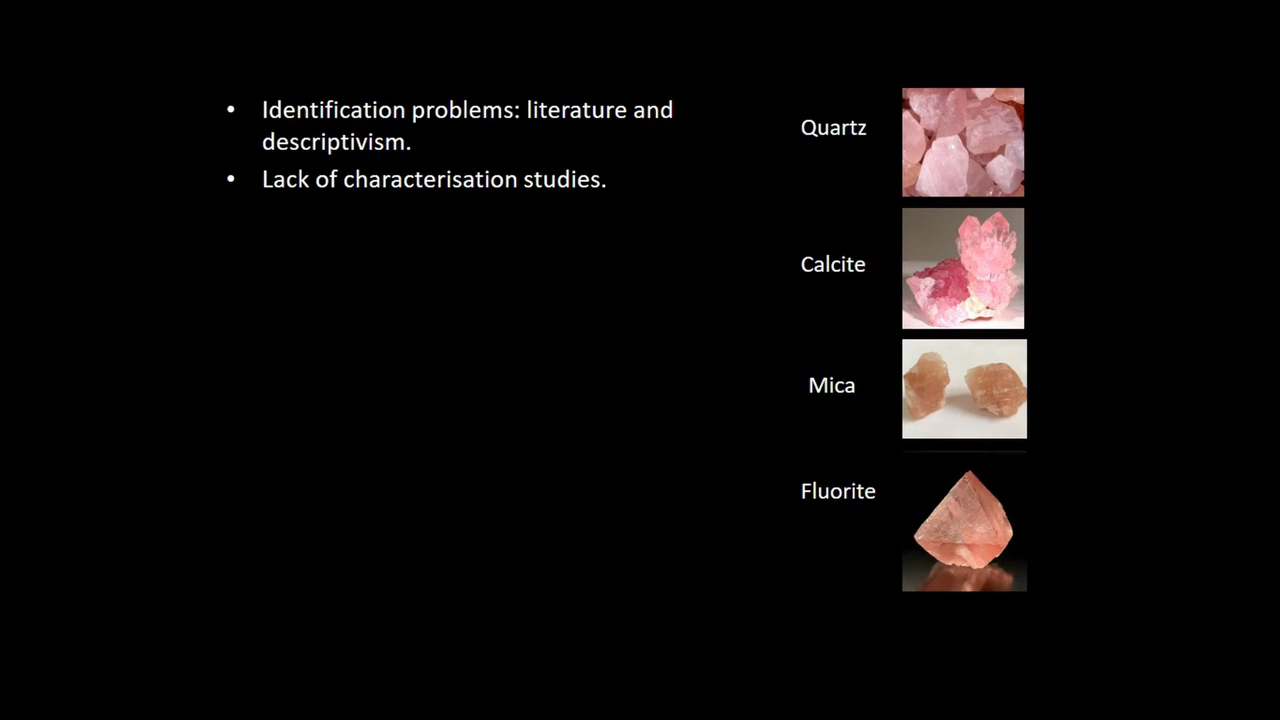 • Identification problems: literature and
descriptivism.
• Lack of characterisation studies.
Quartz
Calcite
Mica
Fluorite